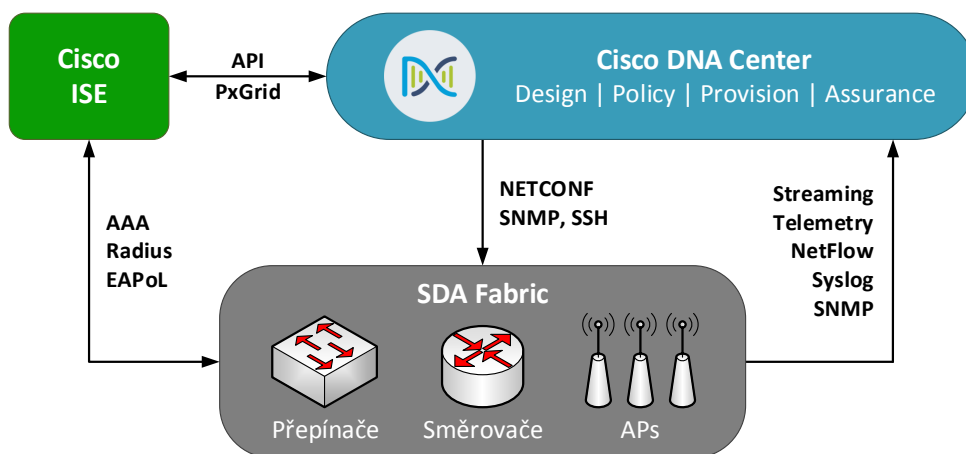 Cisco
ISE
API
PxGrid
Cisco DNA Center
Design | Policy | Provision | Assurance
AAA
Radius
EAPoL
NETCONF
SNMP, SSH
Streaming
Telemetry
NetFlow
Syslog
SNMP
SDA Fabric
Přepínače
Směrovače
APs